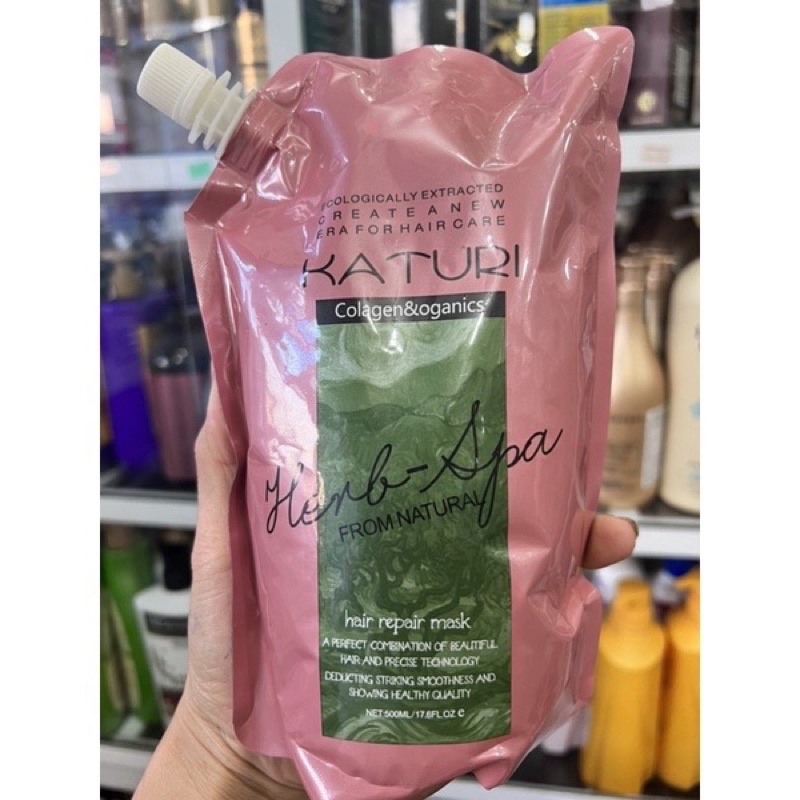 ECOLOGICALLY EXTRACTED
CREATE A NEW
ERA FOR HAIR CARE
KATURI
Colagen&oganics
Herb-Spa
FROM NATURAL
hair repair mask
A PERFECT COMBINATION OF BEAUTIFUL
HAIR AND PRECISE TECHNOLOGY
DEDUCTING STRIKING SMOOTHNESS AND
SHOWING HEALTHY QUALITY
NET:500ML/17.6FL.OZ e